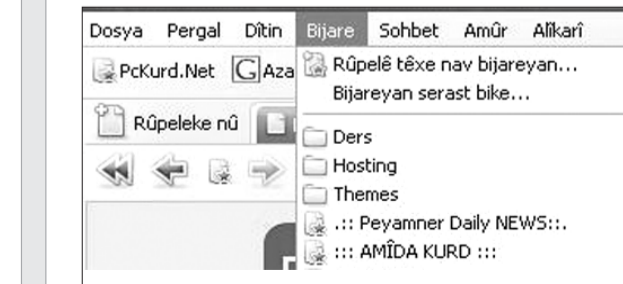 Dosya Pergal Dîtin Bijare Sohbet Amûr Alîkarî
PcKurd.Net G Aza
Rûpelê têxe nav bijareyan...
Bijareyan serast bike...
Rûpeleke nû
Ders
Hosting
Themes
.:: Peyamner Daily NEWS::.
::: AMÎDA KURD :::